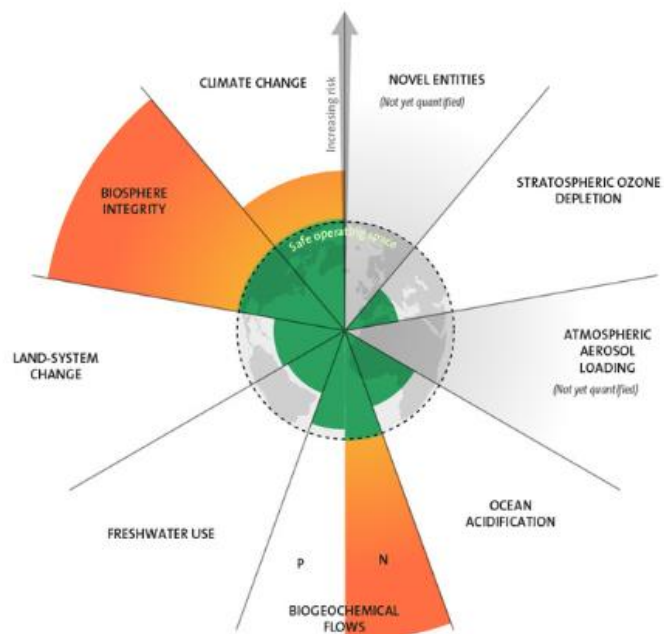 CLIMATE CHANGE
NOVEL ENTITIES
(Not yet quantified)
Increasing risk
BIOSPHERE
INTEGRITY
STRATOSPHERIC OZONE
DEPLETION
Safe operating space
LAND-SYSTEM
CHANGE
ATMOSPHERIC
AEROSOL
LOADING
(Not yet quantified)
FRESHWATER USE
OCEAN
ACIDIFICATION
P
N
BIOGEOCHEMICAL
FLOWS